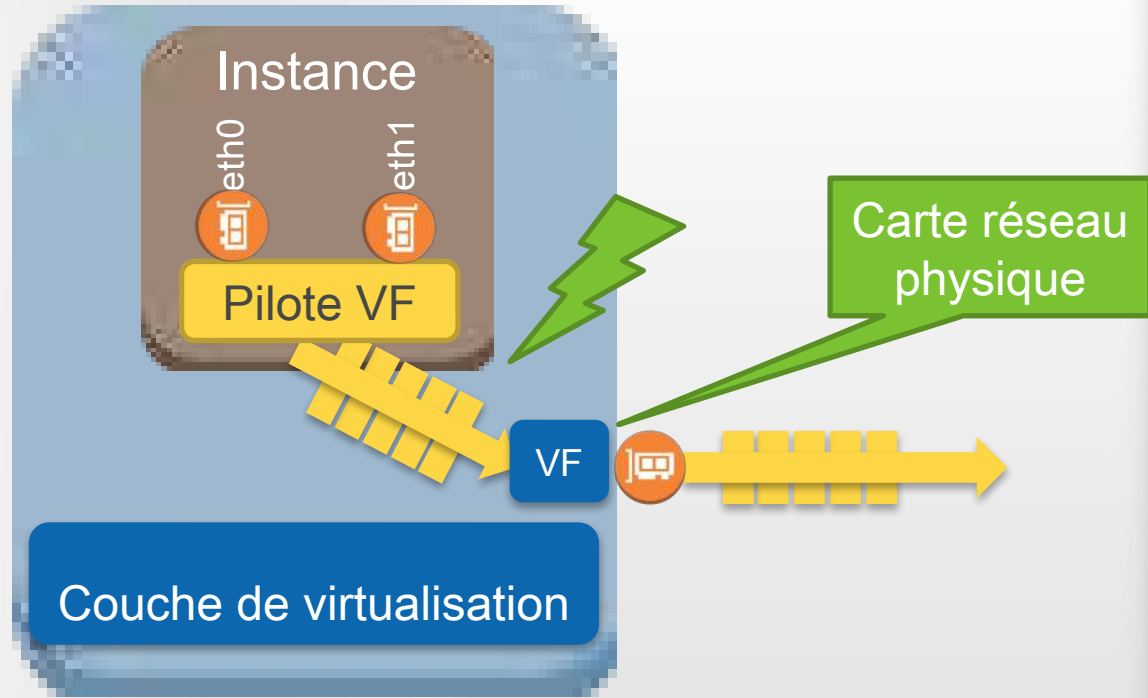 Instance
eth0
eth1
Carte réseau
physique
Pilote VF
VF
Couche de virtualisation